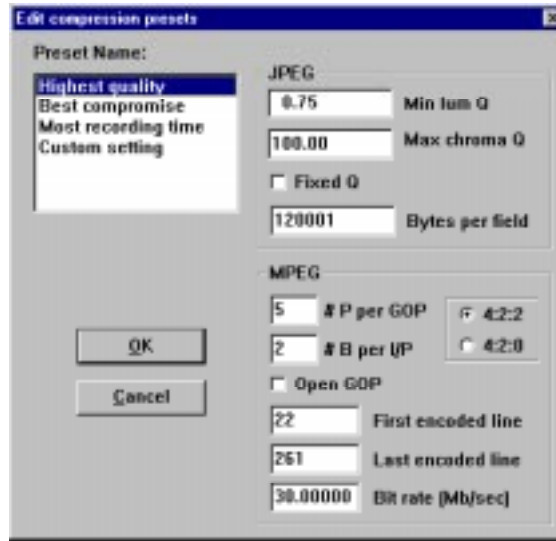 Edit compression presets
Preset Name:
Highest quality
Best compromise
Most recording time
Custom setting
OK
Cancel
JPEG
0.75 Min lum Q
100.00 Max chroma Q
Fixed Q
120001 Bytes per field
MPEG
5 # P per GOP
2 # B per I/P
4:2:2
4:2:0
Open GOP
22 First encoded line
261 Last encoded line
30.00000 Bit rate (Mb/sec)